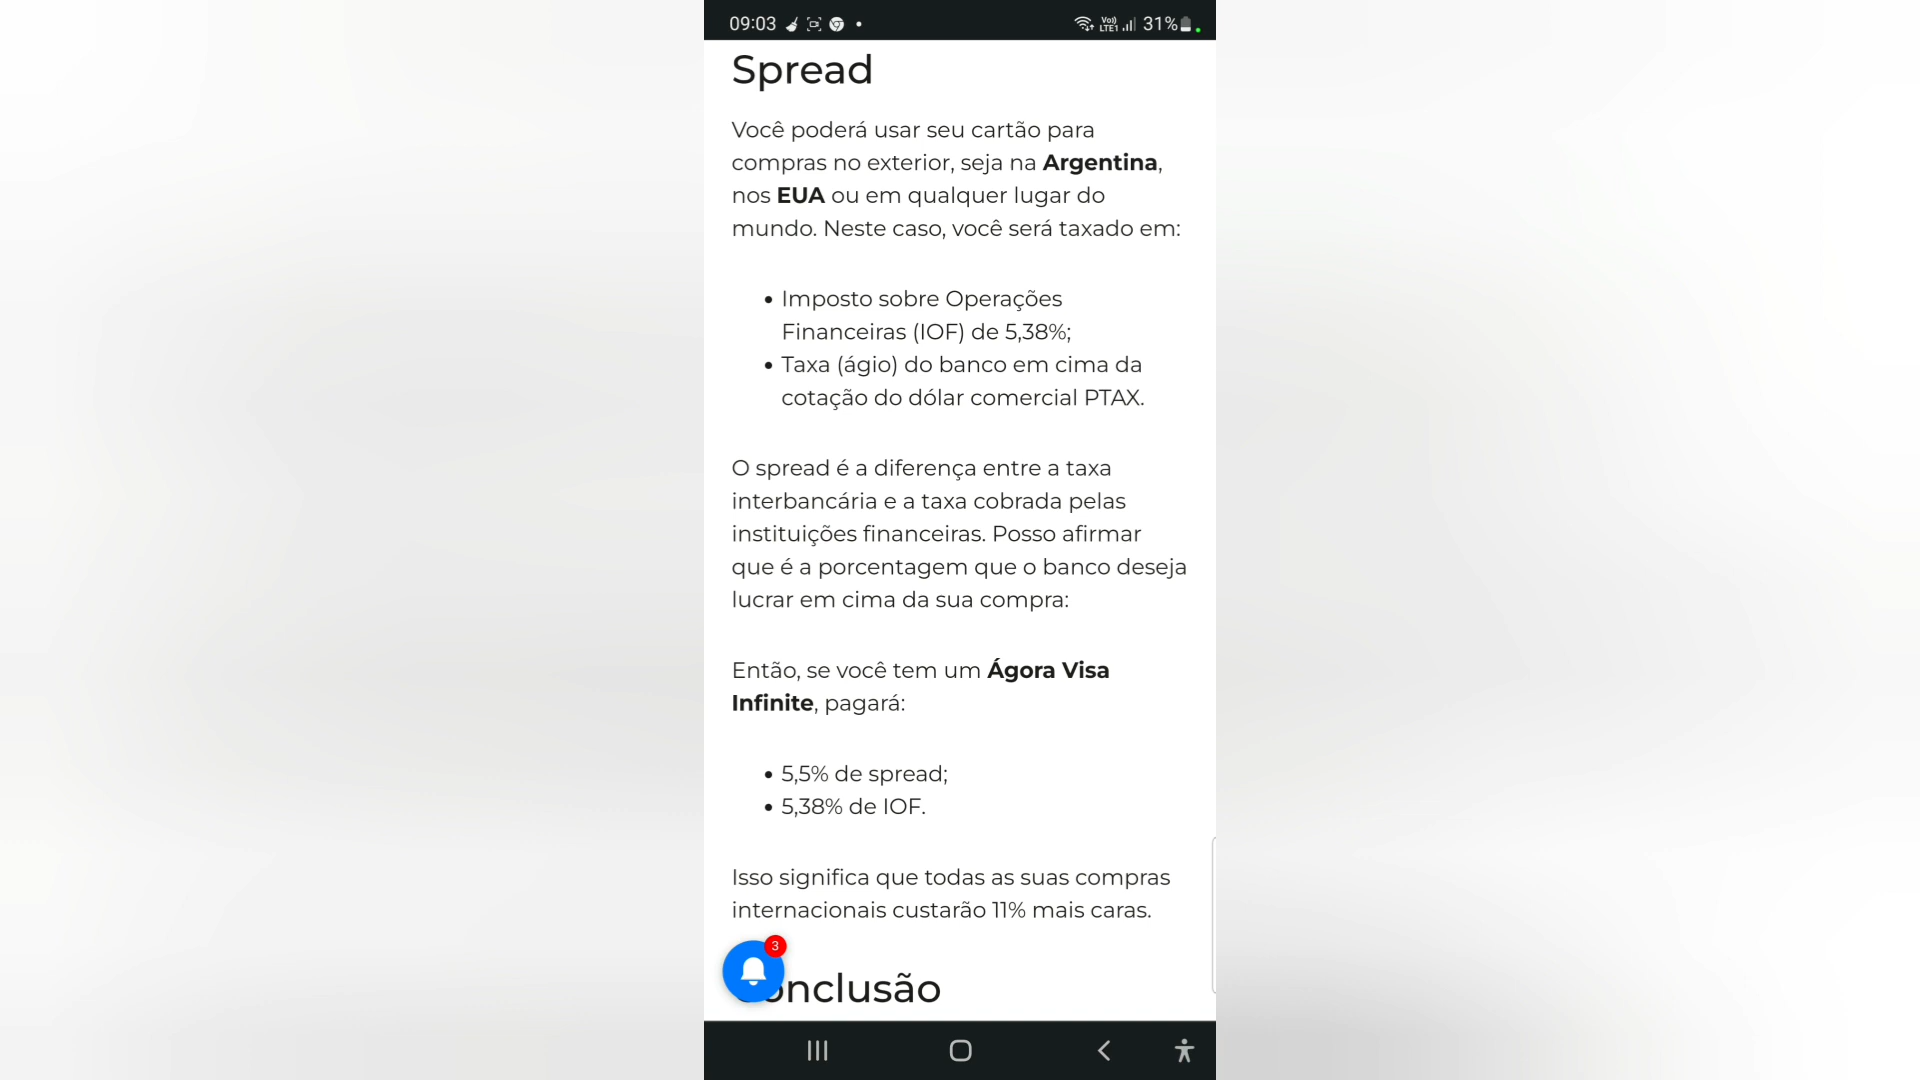 09:03
Vo))
LTE1
31%
Spread
Você poderá usar seu cartão para
compras no exterior, seja na Argentina,
nos EUA ou em qualquer lugar do
mundo. Neste caso, você será taxado em:
• Imposto sobre Operações
Financeiras (IOF) de 5,38%;
• Taxa (ágio) do banco em cima da
cotação do dólar comercial PTAX.
O spread é a diferença entre a taxa
interbancária e a taxa cobrada pelas
instituições financeiras. Posso afirmar
que é a porcentagem que o banco deseja
lucrar em cima da sua compra:
Então, se você tem um Ágora Visa
Infinite, pagará:
• 5,5% de spread;
• 5,38% de IOF.
Isso significa que todas as suas compras
internacionais custarão 11% mais caras.
3
Conclusão